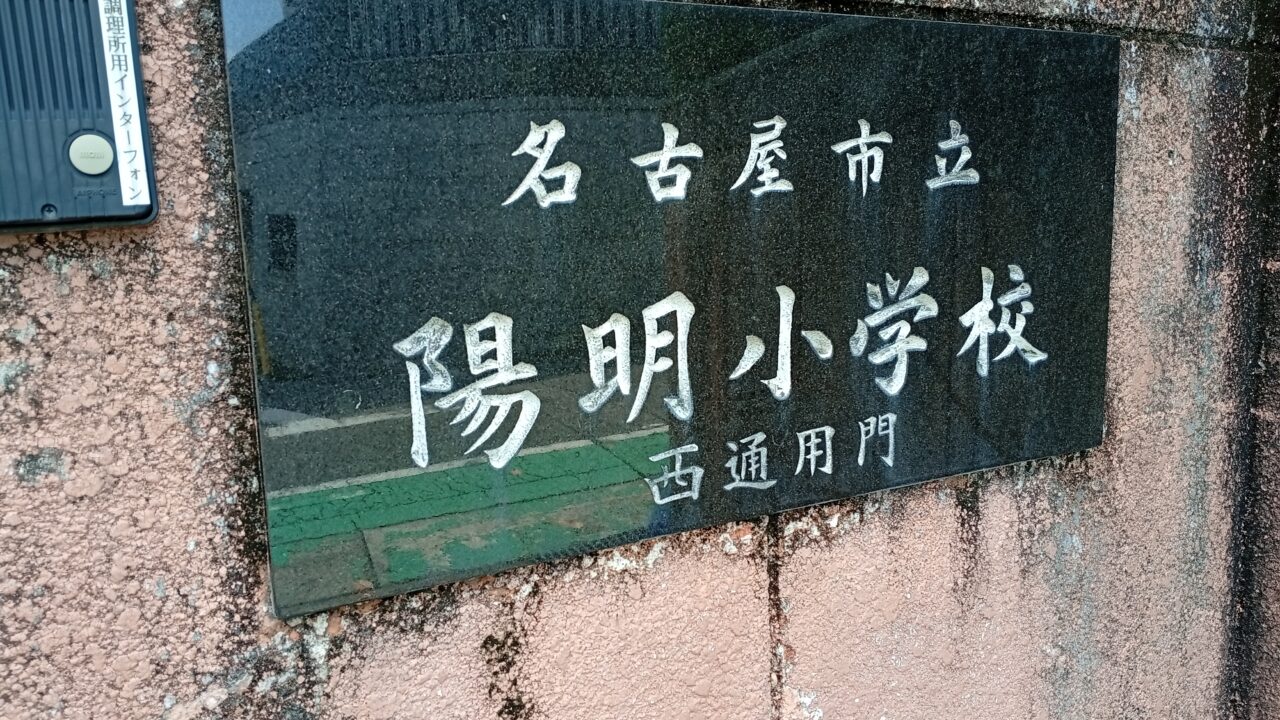 名古屋市立
陽明小学校
西通用門
調理所用インターフォン